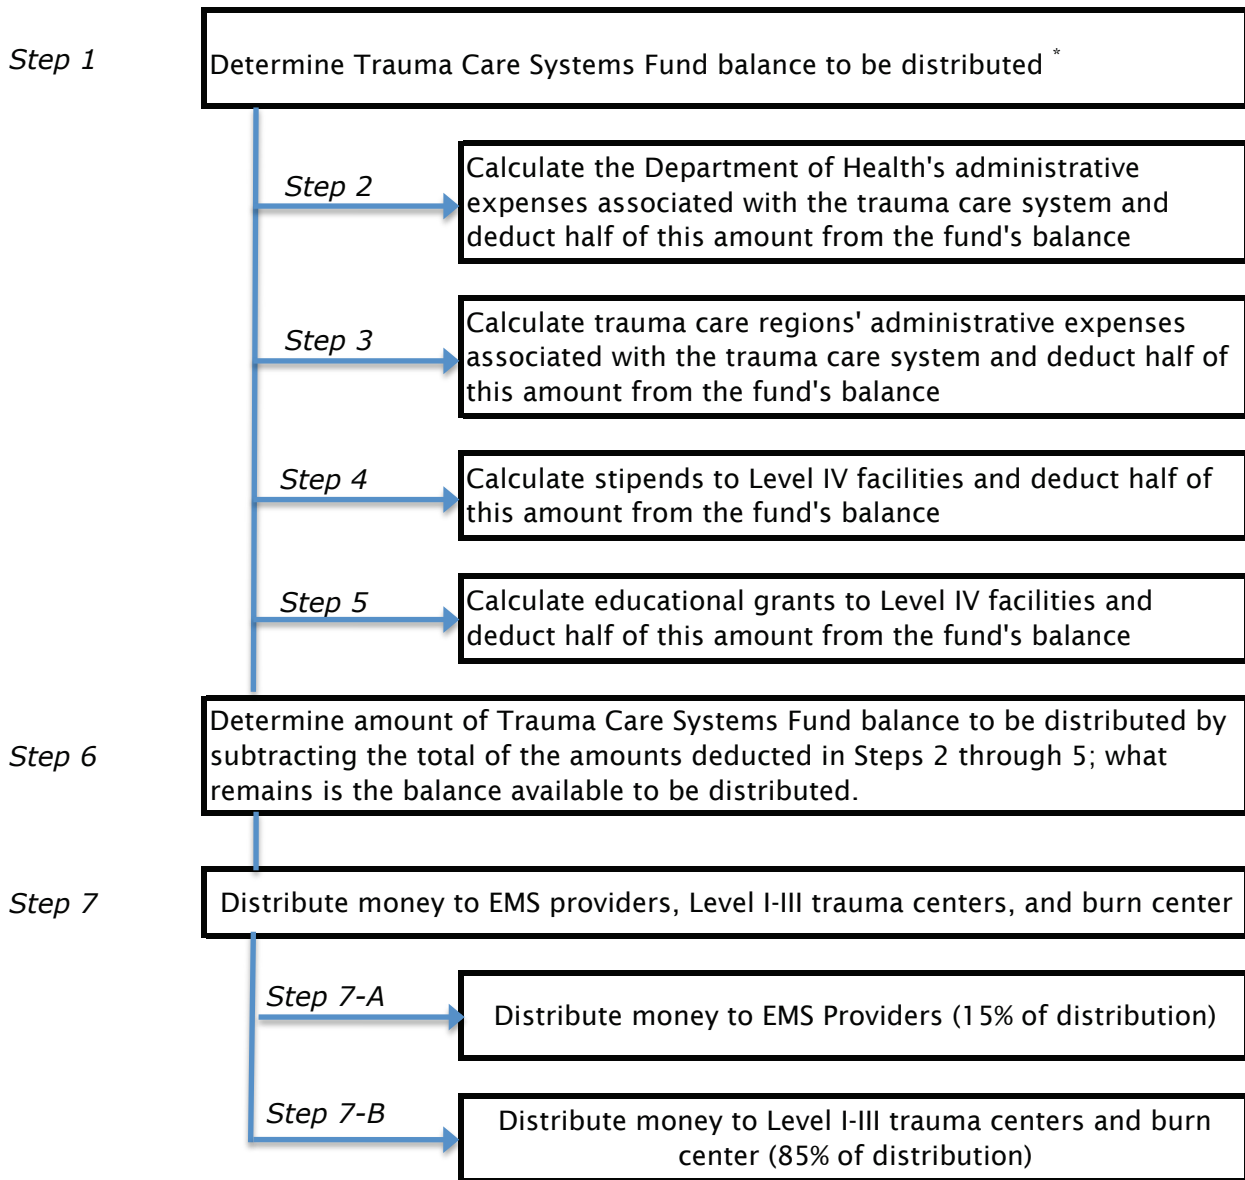 Step 1
Determine Trauma Care Systems Fund balance to be distributed *
Step 2
Calculate the Department of Health's administrative
expenses associated with the trauma care system and
deduct half of this amount from the fund's balance
Step 3
Calculate trauma care regions' administrative expenses
associated with the trauma care system and deduct half of
this amount from the fund's balance
Step 4
Calculate stipends to Level IV facilities and deduct half of
this amount from the fund's balance
Step 5
Calculate educational grants to Level IV facilities and
deduct half of this amount from the fund's balance
Step 6
Determine amount of Trauma Care Systems Fund balance to be distributed by
subtracting the total of the amounts deducted in Steps 2 through 5; what
remains is the balance available to be distributed.
Step 7
Distribute money to EMS providers, Level I-III trauma centers, and burn center
Step 7-A
Distribute money to EMS Providers (15% of distribution)
Step 7-B
Distribute money to Level I-III trauma centers and burn
center (85% of distribution)